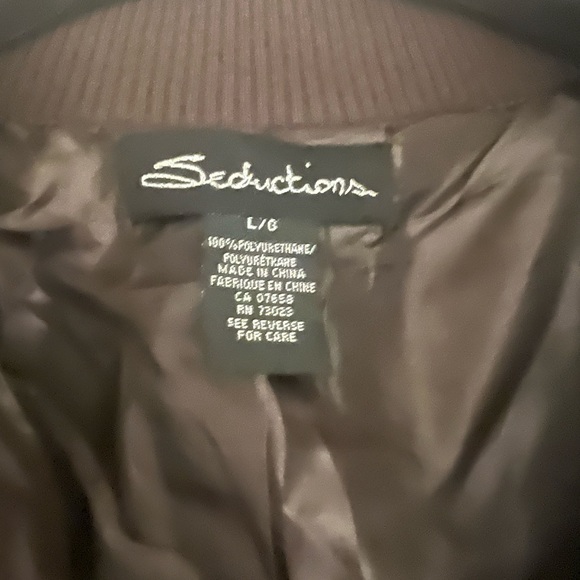 Seductions
L/G
100% POLYURETHANE/
POLYURÉTHANE
MADE IN CHINA
FABRIQUE EN CHINE
CA 07658
RN 73023
SEE REVERSE
FOR CARE